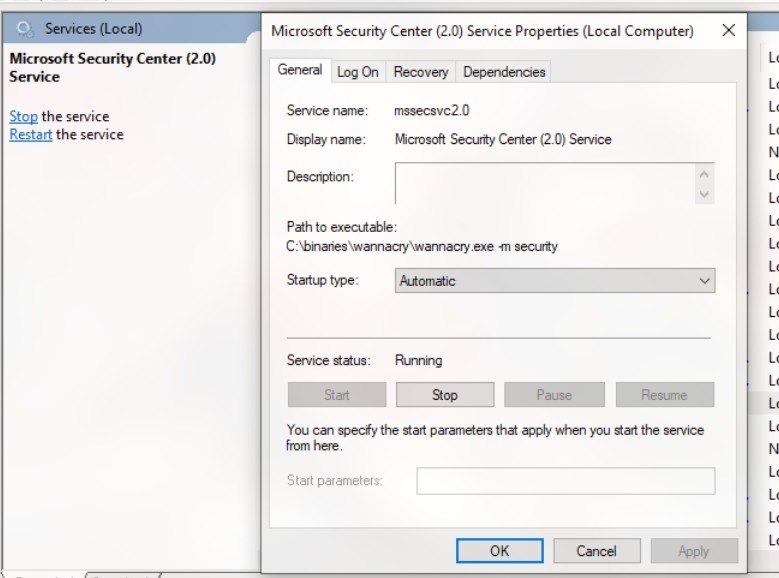 Services (Local)
Microsoft Security Center (2.0)
Service
Stop the service
Restart the service
Microsoft Security Center (2.0) Service Properties (Local Computer)
General
Log On
Recovery
Dependencies
Service name: mssecsvc2.0
Display name: Microsoft Security Center (2.0) Service
Description:
Path to executable:
C:\binaries\wannacry\wannacry.exe -m security
Startup type: Automatic
Service status: Running
Start
Stop
Pause
Resume
You can specify the start parameters that apply when you start the service
from here.
Start parameters:
OK
Cancel
Apply